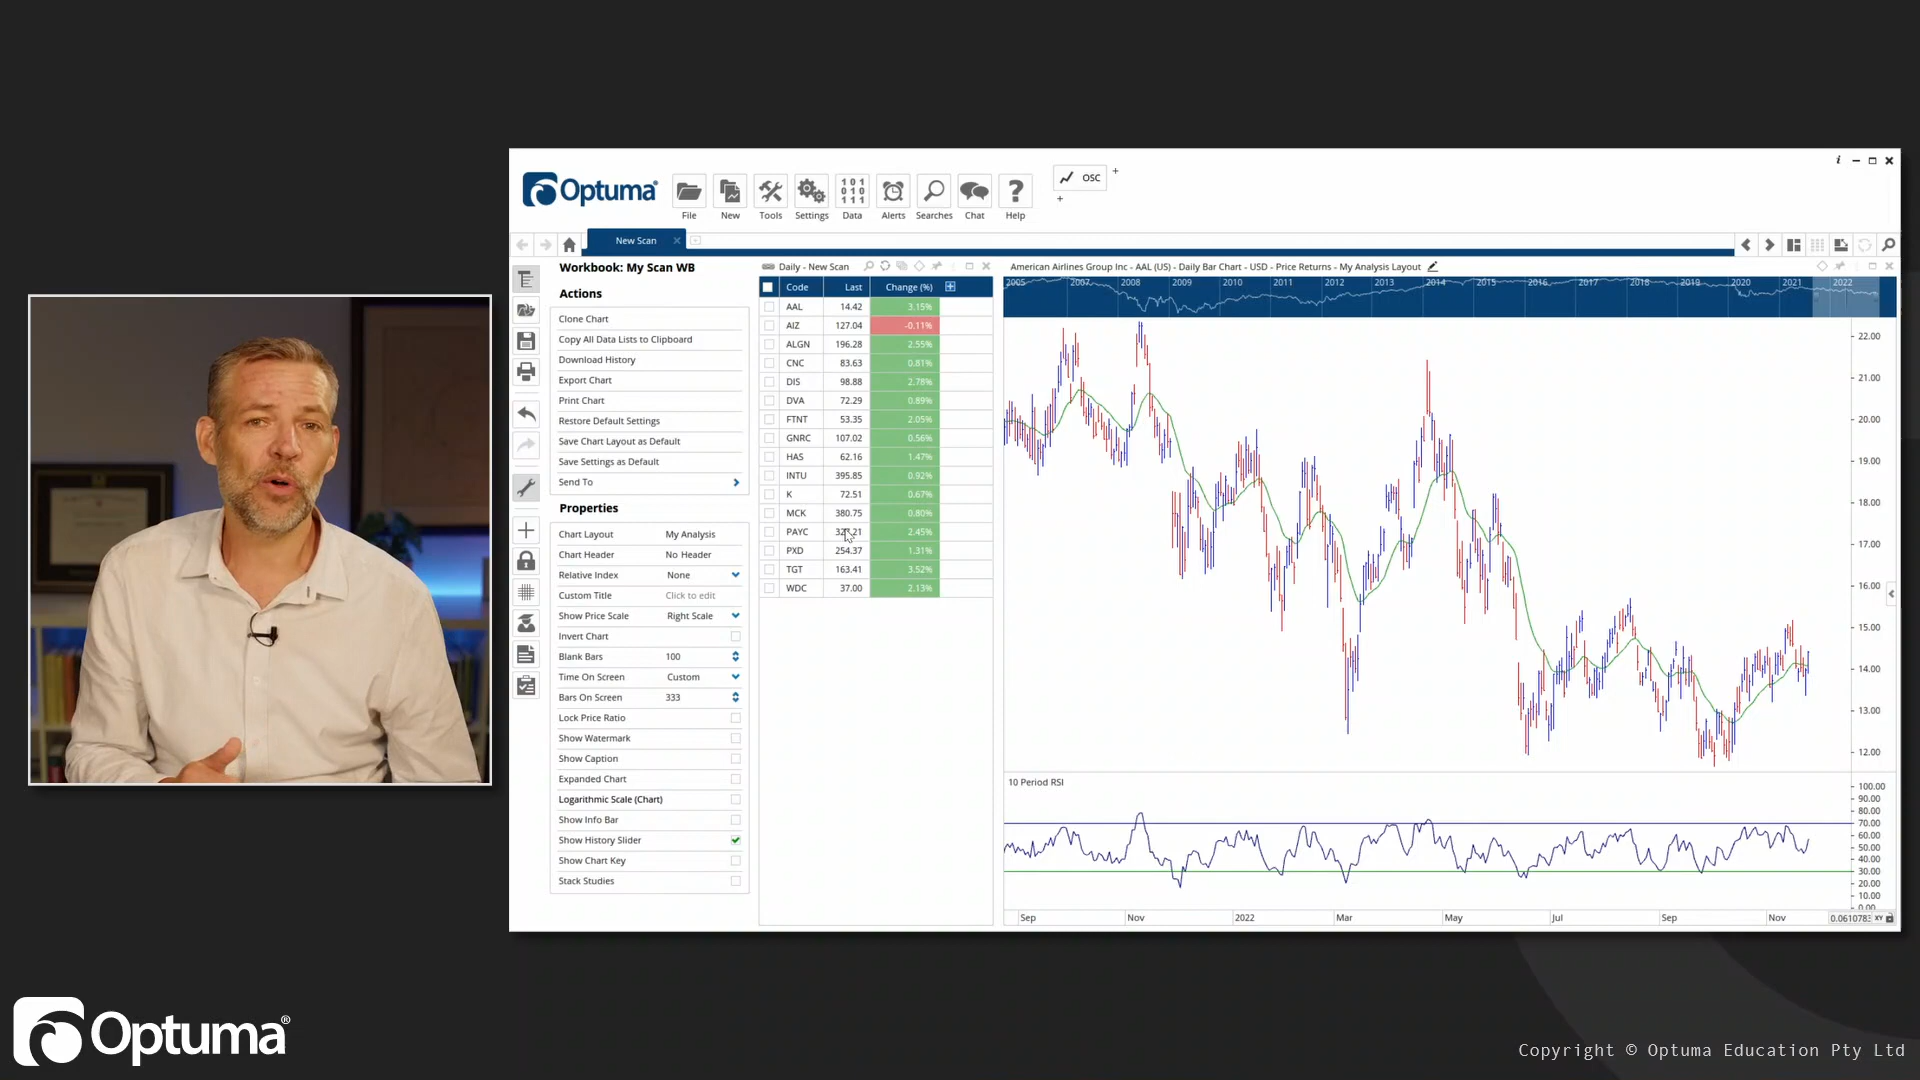 Optuma
File
New
Tools
Settings
Data
Alerts
Searches
Chat
Help
OSC
New Scan
Workbook: My Scan WB
Actions
Clone Chart
Copy All Data Lists to Clipboard
Download History
Export Chart
Print Chart
Restore Default Settings
Save Chart Layout as Default
Save Settings as Default
Send To
Properties
Chart Layout My Analysis
Chart Header No Header
Relative Index None
Custom Title Click to edit
Show Price Scale Right Scale
Invert Chart
Blank Bars 100
Time On Screen Custom
Bars On Screen 333
Lock Price Ratio
Show Watermark
Show Caption
Expanded Chart
Logarithmic Scale (Chart)
Show Info Bar
Show History Slider
Show Chart Key
Stack Studies
Daily - New Scan
Code Last Change (%)
AAL 14.42 3.15%
AIZ 127.04 -0.11%
ALGN 196.28 2.55%
CNC 83.63 0.81%
DIS 98.88 2.78%
DVA 72.29 0.89%
FTNT 53.35 2.05%
GNRC 107.02 0.56%
HAS 62.16 1.47%
INTU 395.85 0.92%
K 72.51 0.67%
MCK 380.75 0.80%
PAYC 2.45%
PXD 254.37 1.31%
TGT 163.41 3.52%
WDC 37.00 2.13%
American Airlines Group Inc - AAL (US) - Daily Bar Chart - USD - Price Returns - My Analysis Layout
2005 2007 2008 2009 2010 2011 2012 2013 2014 2015 2016 2017 2018 2019 2020 2021 2022
22.00
21.00
20.00
19.00
18.00
17.00
16.00
15.00
14.00
13.00
12.00
10 Period RSI
100.00
90.00
80.00
70.00
60.00
50.00
40.00
30.00
20.00
10.00
0.00
Sep Nov 2022 Mar May Jul Sep Nov
XY
Optuma®
Copyright © Optuma Education Pty Ltd